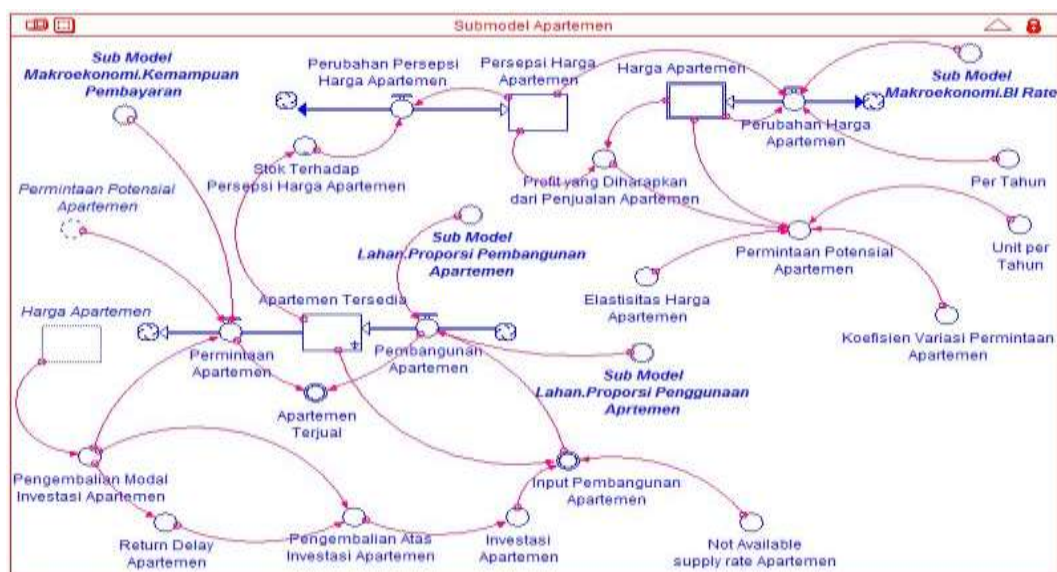 Submodel Apartemen
Sub Model
Makroekonomi.Kemampuan
Pembayaran
Perubahan Persepsi
Harga Apartemen
Persepsi Harga
Apartemen
Harga Apartemen
Sub Model
Makroekonomi.BI Rate
Perubahan Harga
Apartemen
Stok Terhadap
Persepsi Harga Apartemen
Profit yang Diharapkan
dari Penjualan Apartemen
Per Tahun
Permintaan Potensial
Apartemen
Sub Model
Lahan.Proporsi Pembangunan
Apartemen
Permintaan Potensial
Apartemen
Unit per
Tahun
Elastisitas Harga
Apartemen
Koefisien Variasi Permintaan
Apartemen
Harga Apartemen
Apartemen Tersedia
Permintaan
Apartemen
Pembangunan
Apartemen
Sub Model
Lahan.Proporsi Penggunaan
Aprtemen
Apartemen
Terjual
Pengembalian Modal
Investasi Apartemen
Input Pembangunan
Apartemen
Return Delay
Apartemen
Pengembalian Atas
Investasi Apartemen
Investasi
Apartemen
Not Available
supply rate Apartemen